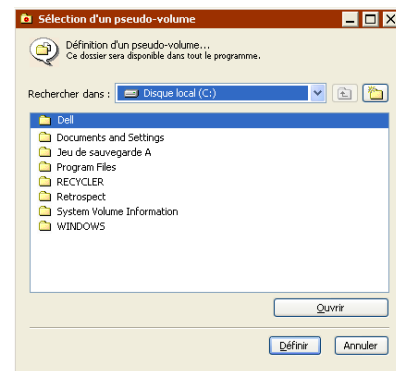 Sélection d'un pseudo-volume
Définition d'un pseudo-volume...
Ce dossier sera disponible dans tout le programme.
Rechercher dans : Disque local (C:)
Dell
Documents and Settings
Jeu de sauvegarde A
Program Files
RECYCLER
Retrospect
System Volume Information
WINDOWS
Ouvrir
Définir Annuler